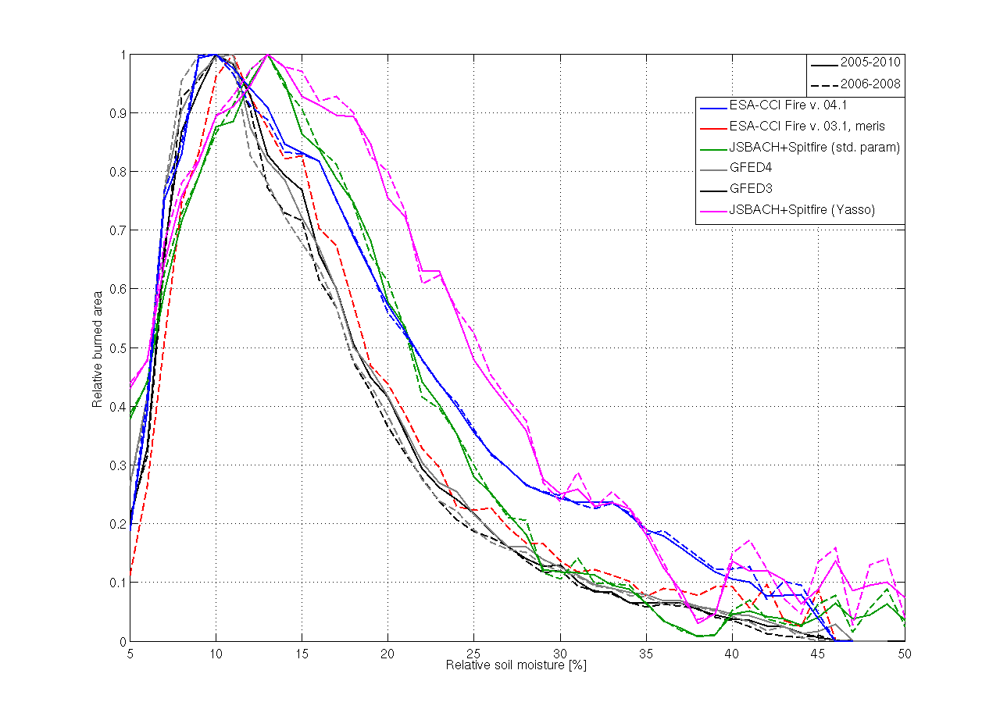 1
0.9
0.8
0.7
0.6
0.5
0.4
0.3
0.2
0.1
0
Relative burned area
5
10
15
20
25
30
35
40
45
50
Relative soil moisture [%]
2005-2010
2006-2008
ESA-CCI Fire v. 04.1
ESA-CCI Fire v. 03.1, meris
JSBACH+Spitfire (std. param)
GFED4
GFED3
JSBACH+Spitfire (Yasso)